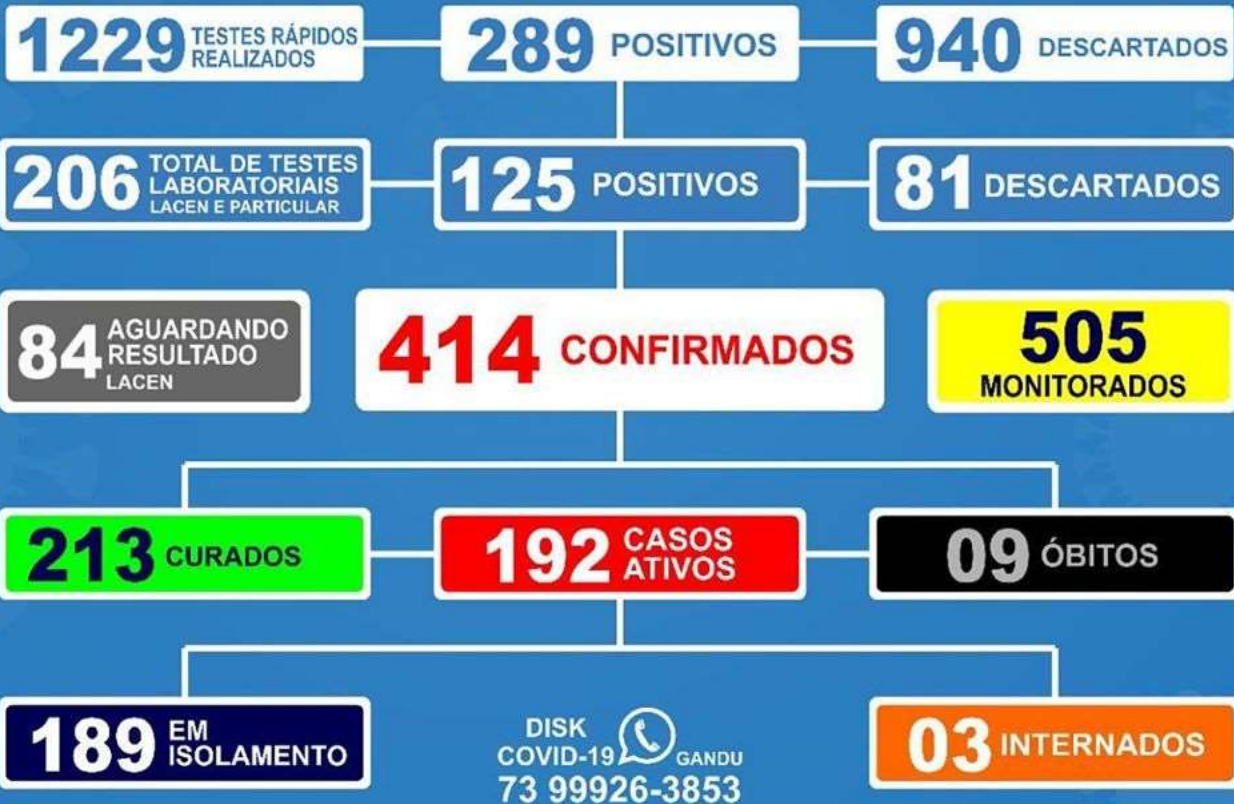 1229 TESTES RÁPIDOS
REALIZADOS
289 POSITIVOS
940 DESCARTADOS
206 TOTAL DE TESTES
LABORATORIAIS
LACEN E PARTICULAR
125 POSITIVOS
81 DESCARTADOS
84 AGUARDANDO
RESULTADO
LACEN
414 CONFIRMADOS
505
MONITORADOS
213 CURADOS
192 CASOS
ATIVOS
09 ÓBITOS
189 EM
ISOLAMENTO
DISK
COVID-19 GANDU
73 99926-3853
03 INTERNADOS